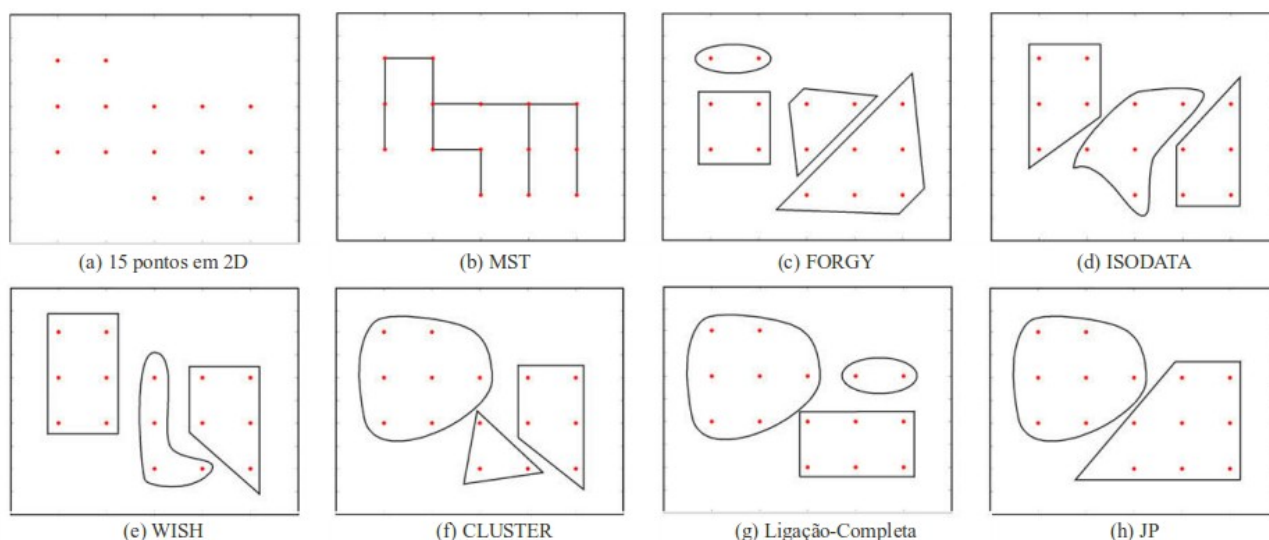 (a) 15 pontos em 2D
(b) MST
(c) FORGY
(d) ISODATA
(e) WISH
(f) CLUSTER
(g) Ligação-Completa
(h) JP